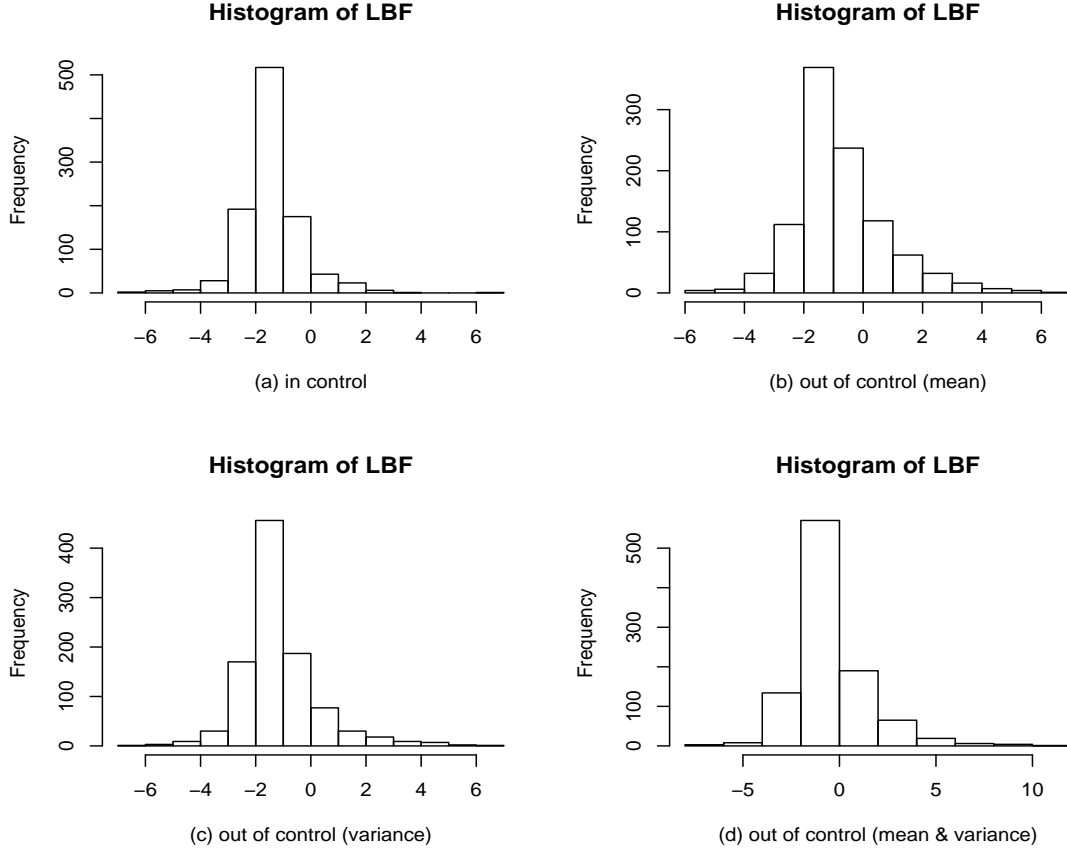 Histogram of LBF
Frequency
0 100 300 500
−6 −4 −2 0 2 4 6
(a) in control
Histogram of LBF
Frequency
0 100 200 300
−6 −4 −2 0 2 4 6
(b) out of control (mean)
Histogram of LBF
Frequency
0 100 200 300 400
−6 −4 −2 0 2 4 6
(c) out of control (variance)
Histogram of LBF
Frequency
0 100 300 500
−5 0 5 10
(d) out of control (mean & variance)